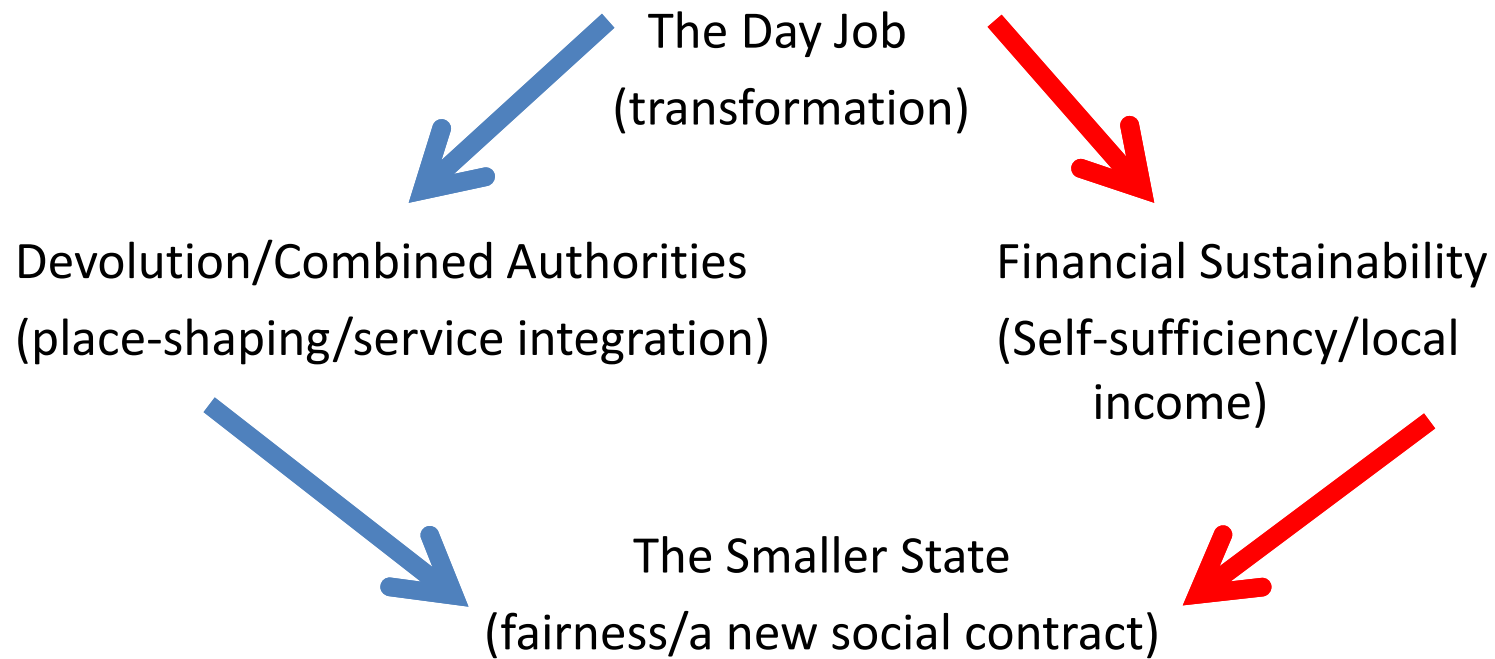 The Day Job
(transformation)
Devolution/Combined Authorities
(place-shaping/service integration)
Financial Sustainability
(Self-sufficiency/local
income)
The Smaller State
(fairness/a new social contract)